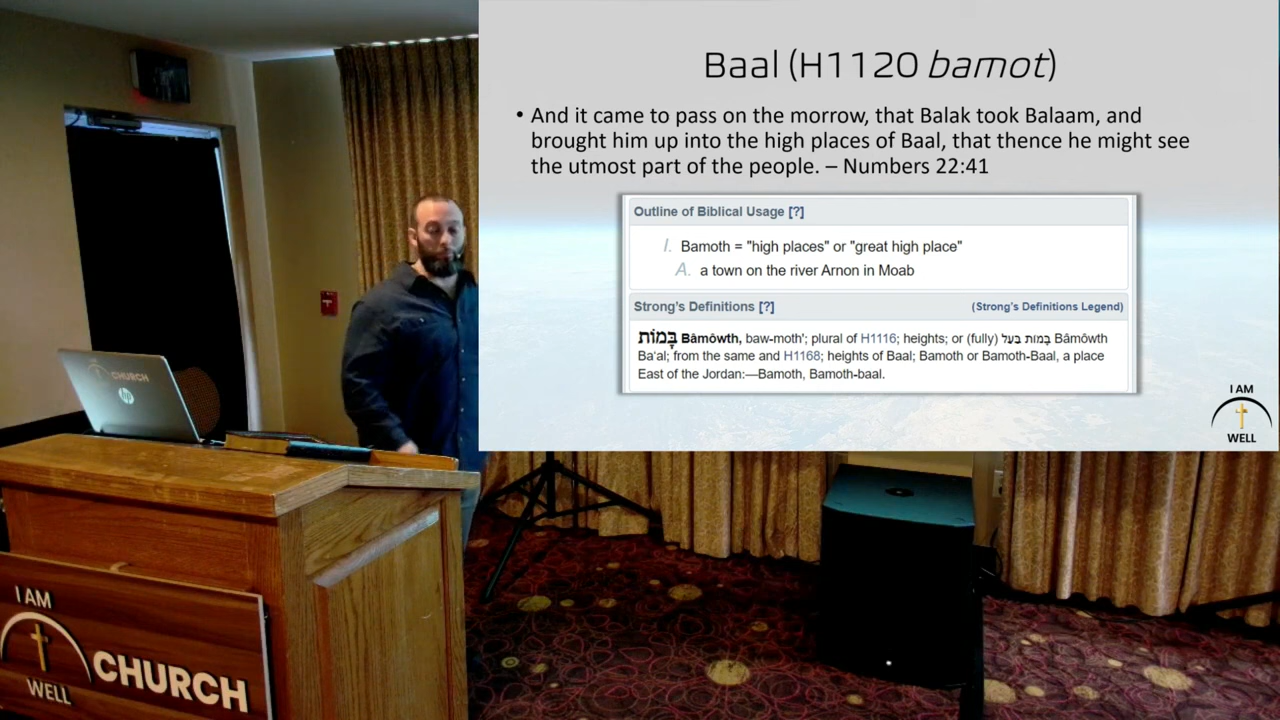 Baal (H1120 bamot)
• And it came to pass on the morrow, that Balak took Balaam, and
brought him up into the high places of Baal, that thence he might see
the utmost part of the people. – Numbers 22:41
Outline of Biblical Usage [?]
I. Bamoth = "high places" or "great high place"
A. a town on the river Arnon in Moab
Strong's Definitions [?] (Strong's Definitions Legend)
בָּמוֹת Bâmôwth, baw-moth'; plural of H1116; heights; or (fully) בָּמוֹת בַּעַל Bâmôwth
Baʻal; from the same and H1168; heights of Baal; Bamoth or Bamoth-Baal, a place
East of the Jordan:—Bamoth, Bamoth-baal.
I AM
WELL
CHURCH
hp
I AM
WELL
CHURCH